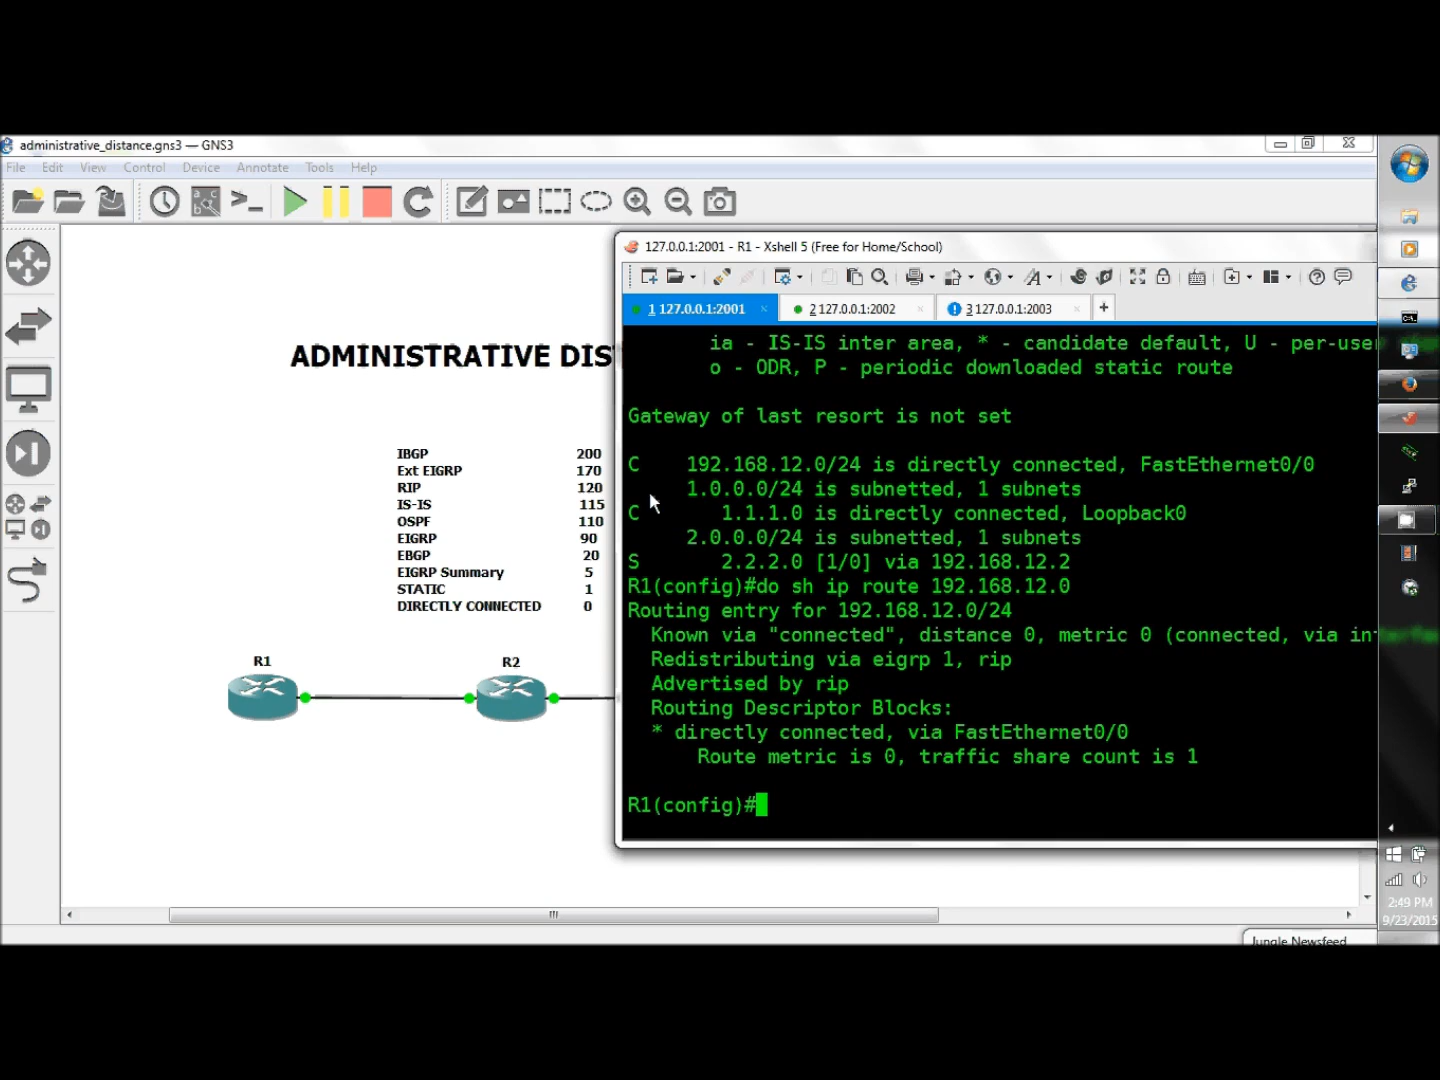 administrative_distance.gns3 — GNS3
File Edit View Control Device Annotate Tools Help
127.0.0.1:2001 - R1 - Xshell 5 (Free for Home/School)
1 127.0.0.1:2001
2 127.0.0.1:2002
3 127.0.0.1:2003
ADMINISTRATIVE DIS
IBGP 200
Ext EIGRP 170
RIP 120
IS-IS 115
OSPF 110
EIGRP 90
EBGP 20
EIGRP Summary 5
STATIC 1
DIRECTLY CONNECTED 0
R1
R2
ia - IS-IS inter area, * - candidate default, U - per-user
o - ODR, P - periodic downloaded static route
Gateway of last resort is not set
C 192.168.12.0/24 is directly connected, FastEthernet0/0
1.0.0.0/24 is subnetted, 1 subnets
C 1.1.1.0 is directly connected, Loopback0
2.0.0.0/24 is subnetted, 1 subnets
S 2.2.2.0 [1/0] via 192.168.12.2
R1(config)#do sh ip route 192.168.12.0
Routing entry for 192.168.12.0/24
Known via "connected", distance 0, metric 0 (connected, via interface
Redistributing via eigrp 1, rip
Advertised by rip
Routing Descriptor Blocks:
* directly connected, via FastEthernet0/0
Route metric is 0, traffic share count is 1
R1(config)#
2:49 PM
9/23/2015
Jungle Newsfeed